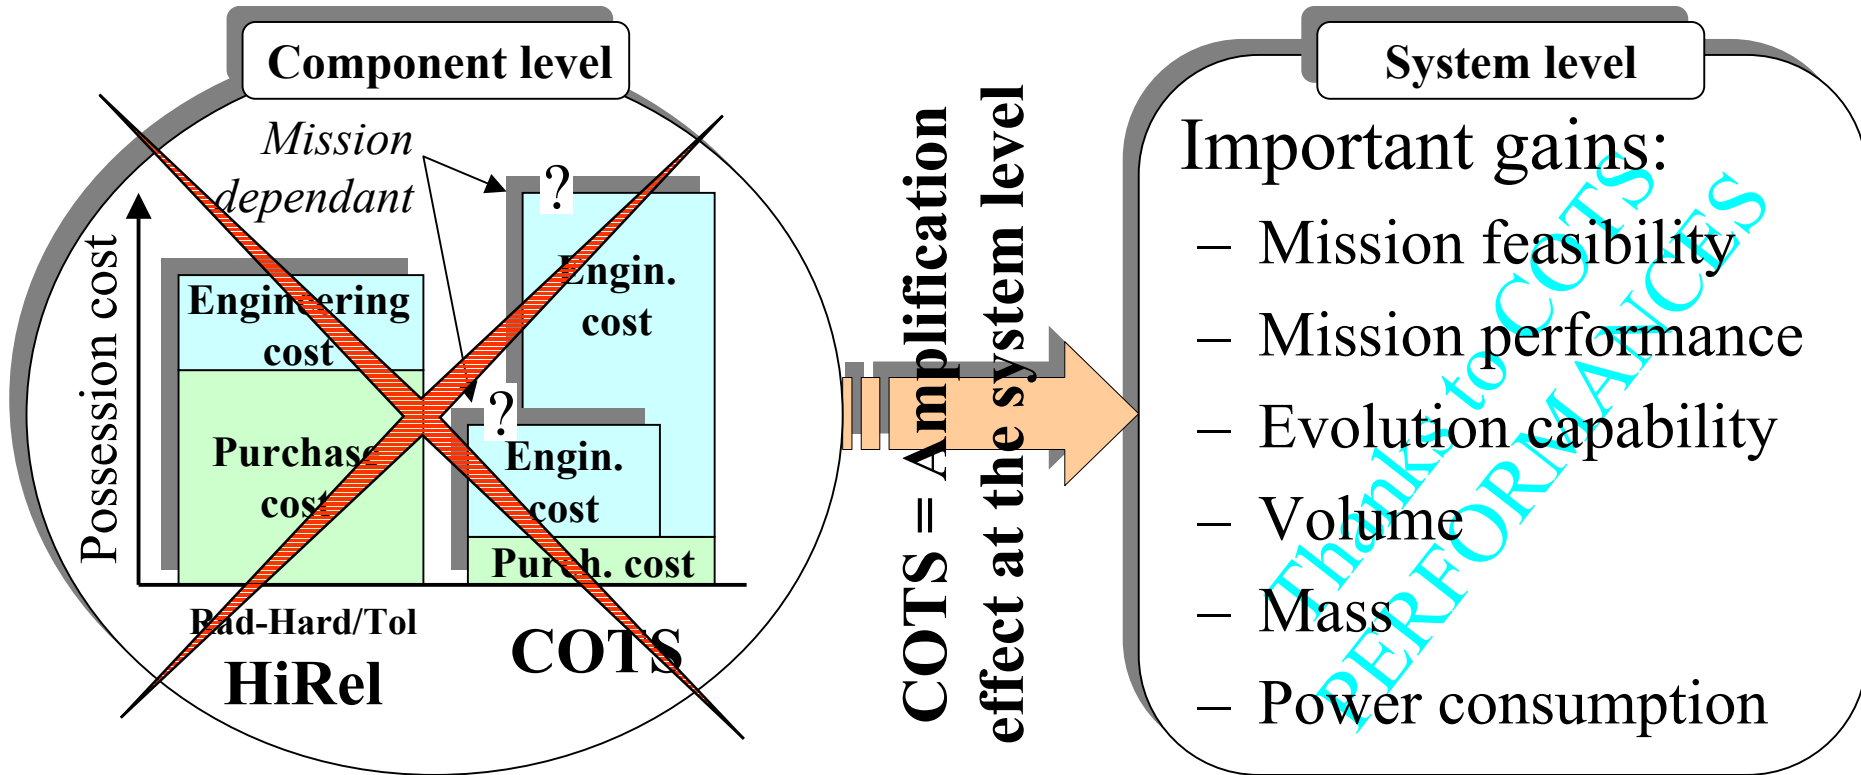 Component level
Mission
dependant
?
?
Possession cost
Engineering
cost
Purchase
cost
Engin.
cost
Engin.
cost
Purch. cost
Rad-Hard/Tol
HiRel
COTS
COTS = Amplification
effect at the system level
System level
Important gains:
– Mission feasibility
– Mission performance
– Evolution capability
– Volume
– Mass
– Power consumption
Thanks to COTS
PERFORMANCES